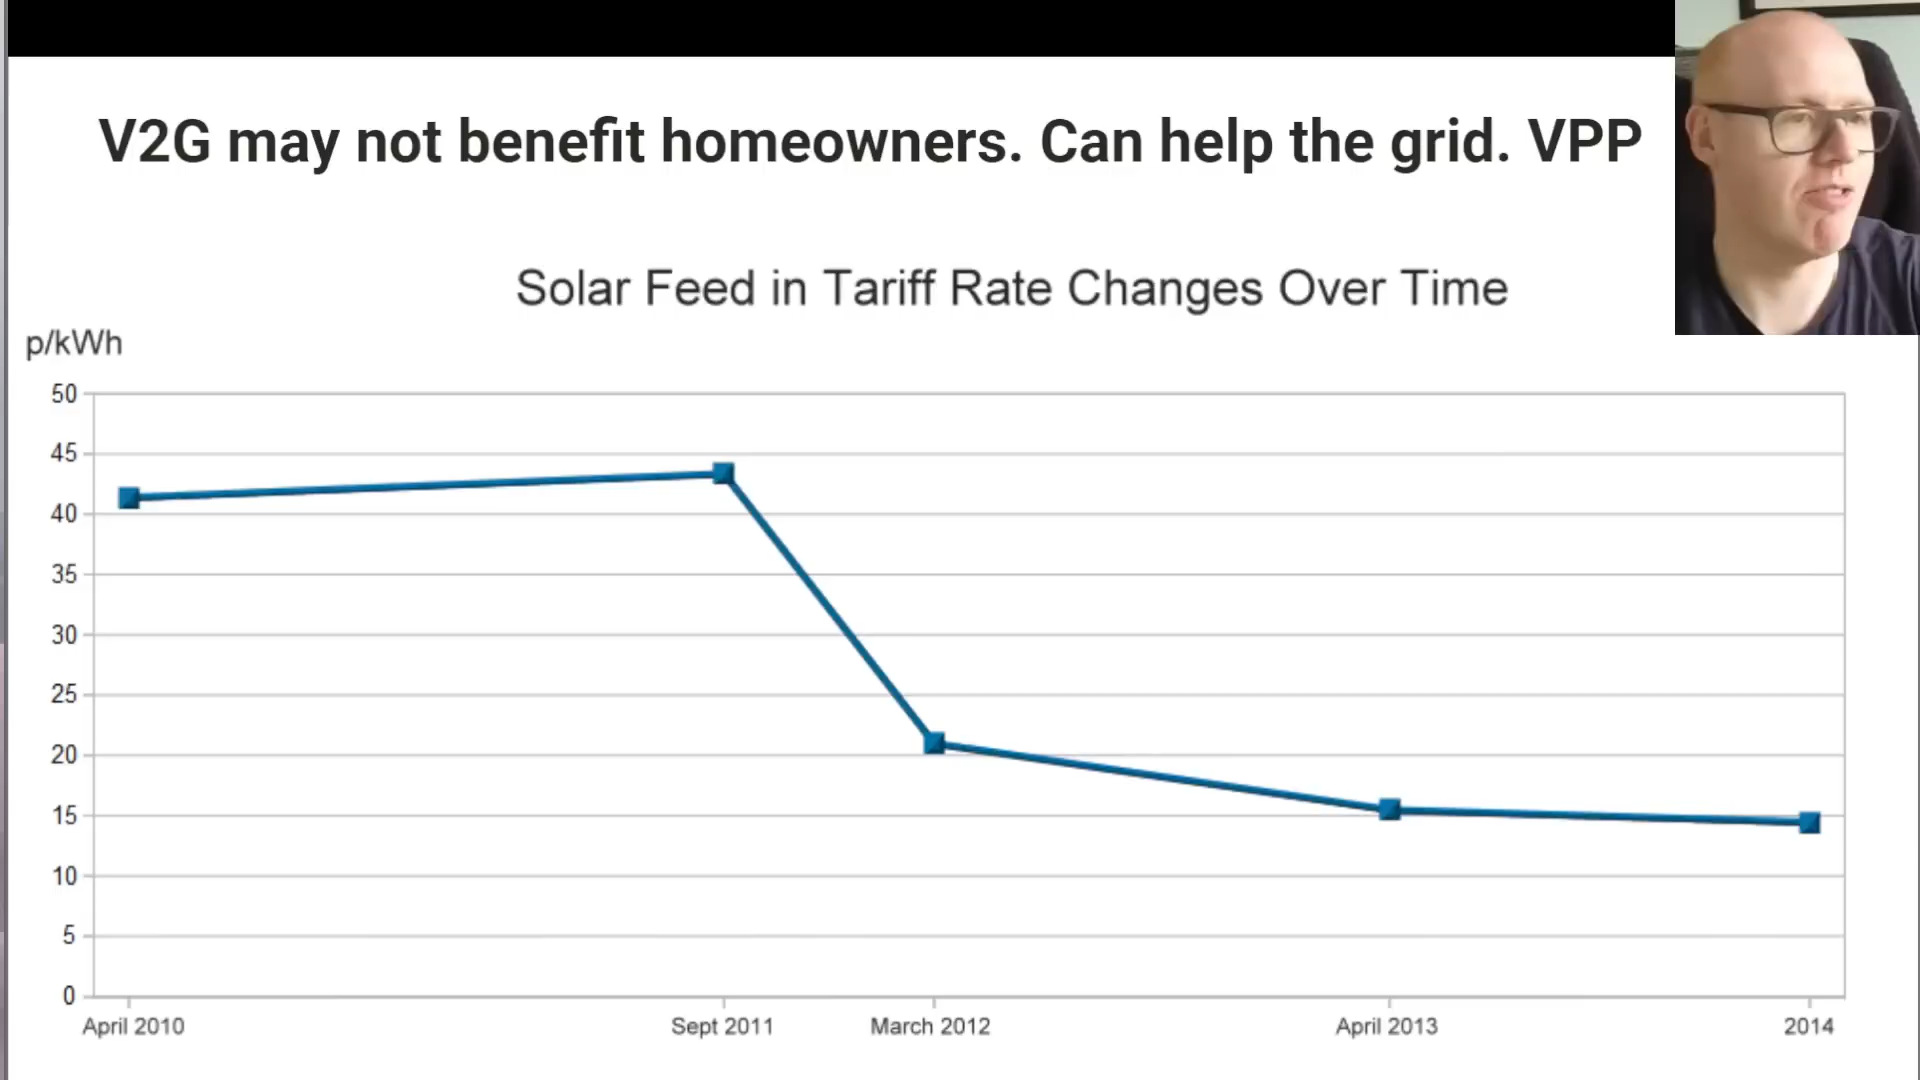 V2G may not benefit homeowners. Can help the grid. VPP
Solar Feed in Tariff Rate Changes Over Time
p/kWh
50
45
40
35
30
25
20
15
10
5
0
April 2010
Sept 2011
March 2012
April 2013
2014